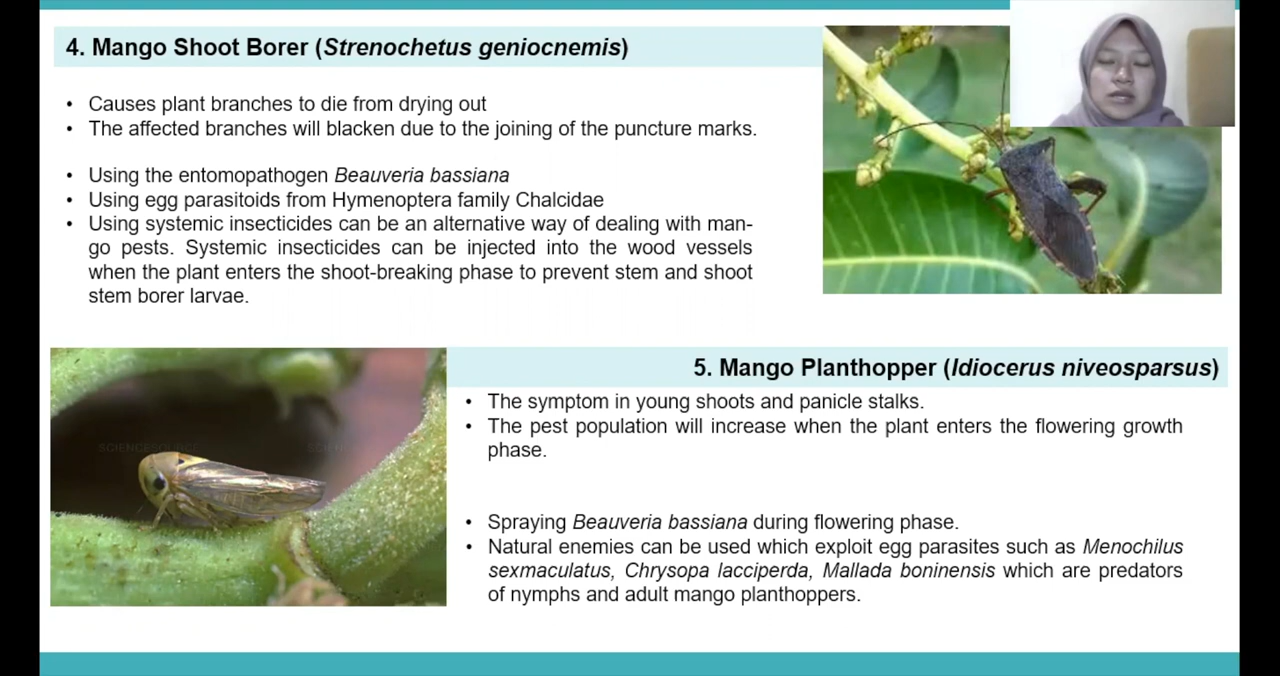 4. Mango Shoot Borer (Strenochetus geniocnemis)
• Causes plant branches to die from drying out
• The affected branches will blacken due to the joining of the puncture marks.
• Using the entomopathogen Beauveria bassiana
• Using egg parasitoids from Hymenoptera family Chalcidae
• Using systemic insecticides can be an alternative way of dealing with man-
go pests. Systemic insecticides can be injected into the wood vessels
when the plant enters the shoot-breaking phase to prevent stem and shoot
stem borer larvae.
5. Mango Planthopper (Idiocerus niveosparsus)
• The symptom in young shoots and panicle stalks.
• The pest population will increase when the plant enters the flowering growth
phase.
• Spraying Beauveria bassiana during flowering phase.
• Natural enemies can be used which exploit egg parasites such as Menochilus
sexmaculatus, Chrysopa lacciperda, Mallada boninensis which are predators
of nymphs and adult mango planthoppers.